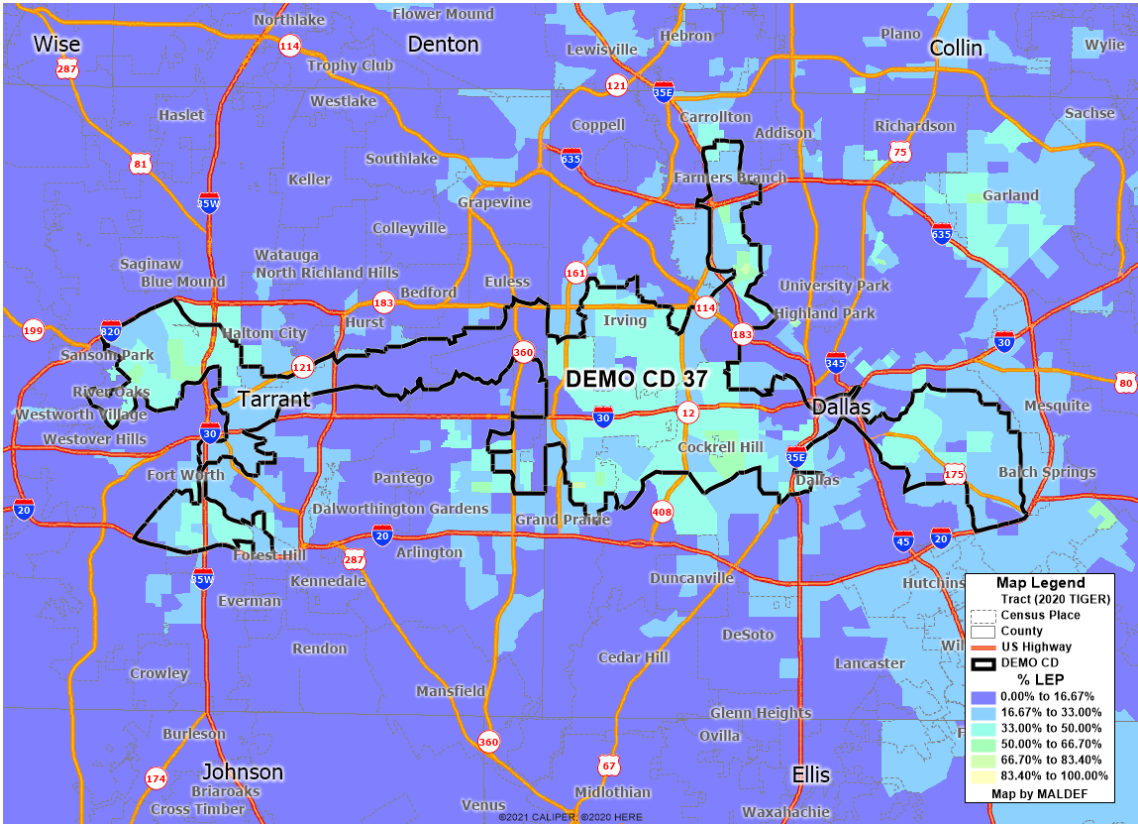 Northlake
Flower Mound
Wise
Denton
Hebron
Plano
Collin
Wylie
114
Lewisville
287
Trophy Club
121
35E
Westlake
Haslet
Carrollton
Sachse
Coppell
Addison
Richardson
81
Southlake
635
75
Keller
Farmers Branch
Garland
35W
Grapevine
Colleyville
635
Watauga
Saginaw
North Richland Hills
161
Blue Mound
Euless
University Park
Bedford
183
114
Highland Park
199
820
Haltom City
Hurst
Irving
183
30
Sansom Park
360
345
121
DEMO CD 37
80
River Oaks
Tarrant
Dallas
Mesquite
Westworth Village
30
12
Westover Hills
30
Cockrell Hill
35E
Fort Worth
Pantego
Dallas
175
Balch Springs
20
Dalworthington Gardens
408
Grand Prairie
20
Arlington
45
20
Forest Hill
287
35W
Kennedale
Duncanville
Hutchins
Everman
DeSoto
Rendon
Cedar Hill
Lancaster
Wil
Crowley
Mansfield
Glenn Heights
F
Burleson
Ovilla
360
174
Johnson
67
Ellis
Briaroaks
Midlothian
Cross Timber
Venus
Waxahachie
©2021 CALIPER; ©2020 HERE
Map Legend
Tract (2020 TIGER)
Census Place
County
US Highway
DEMO CD
% LEP
0.00% to 16.67%
16.67% to 33.00%
33.00% to 50.00%
50.00% to 66.70%
66.70% to 83.40%
83.40% to 100.00%
Map by MALDEF